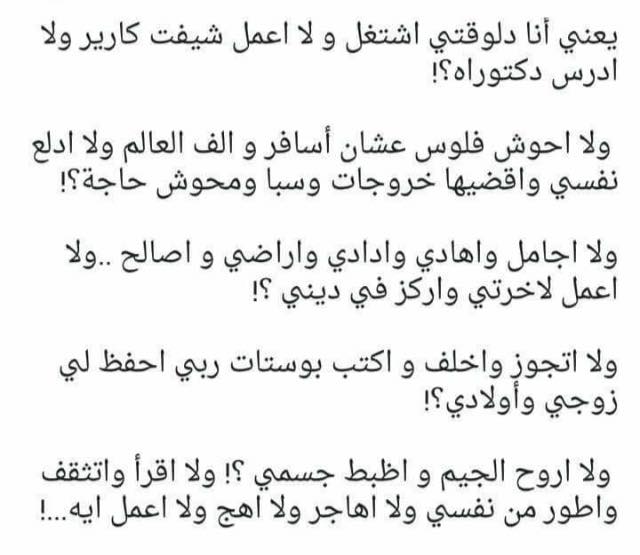 يعني أنا دلوقتي اشتغل و لا اعمل شيفت كارير ولا
ادرس دكتوراه؟!
ولا احوش فلوس عشان أسافر و الف العالم ولا ادلع
نفسي واقضيها خروجات وسبا ومحوش حاجة؟!
ولا اجامل واهادي وادادي واراضي و اصالح ..ولا
اعمل لاخرتي واركز في ديني ؟!
ولا اتجوز واخلف و اكتب بوستات ربي احفظ لي
زوجي وأولادي؟!
ولا اروح الجيم و اظبط جسمي ؟! ولا اقرأ واتثقف
واطور من نفسي ولا اهاجر ولا اهج ولا اعمل ايه...!